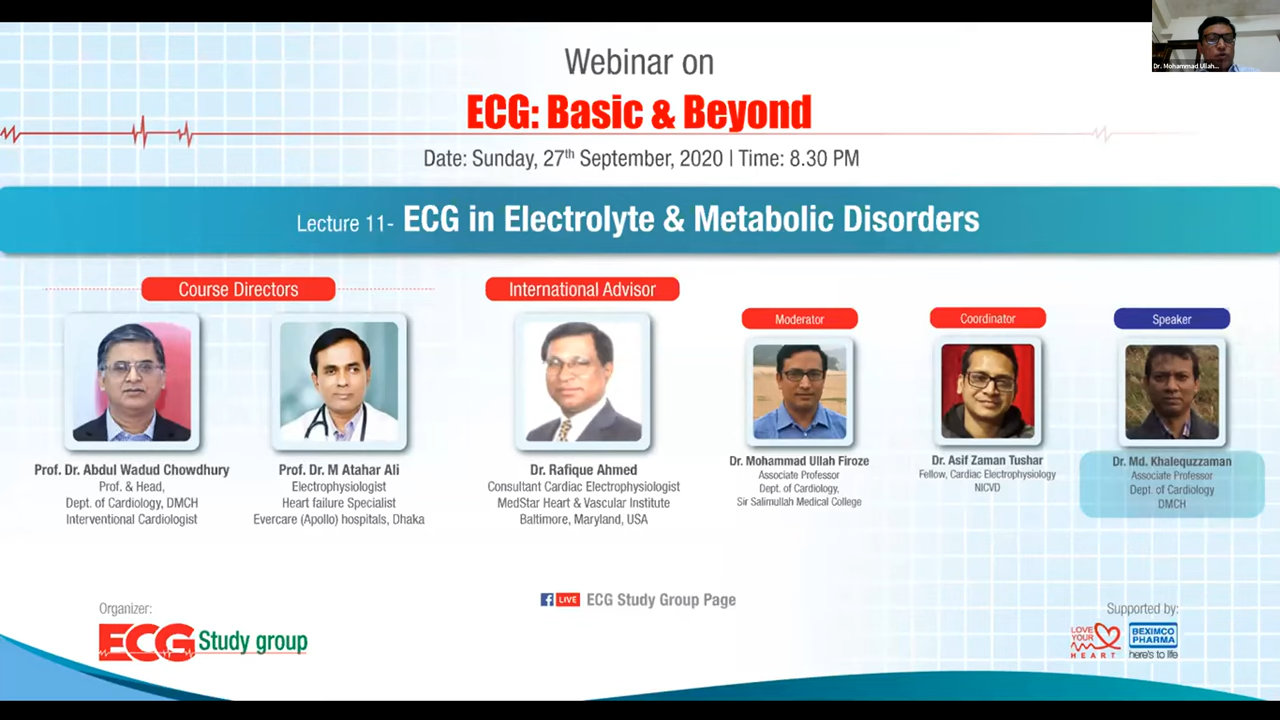 Dr. Mohammad Ullah...
Webinar on
ECG: Basic & Beyond
Date: Sunday, 27th September, 2020 | Time: 8.30 PM
Lecture 11- ECG in Electrolyte & Metabolic Disorders
Course Directors
Prof. Dr. Abdul Wadud Chowdhury
Prof. & Head,
Dept. of Cardiology, DMCH
Interventional Cardiologist
Prof. Dr. M Atahar Ali
Electrophysiologist
Heart failure Specialist
Evercare (Apollo) hospitals, Dhaka
International Advisor
Dr. Rafique Ahmed
Consultant Cardiac Electrophysiologist
MedStar Heart & Vascular Institute
Baltimore, Maryland, USA
Moderator
Dr. Mohammad Ullah Firoze
Associate Professor
Dept. of Cardiology,
Sir Salimullah Medical College
Coordinator
Dr. Asif Zaman Tushar
Fellow, Cardiac Electrophysiology
NICVD
Speaker
Dr. Md. Khalequzzaman
Associate Professor
Dept. of Cardiology
DMCH
f LIVE ECG Study Group Page
Organizer:
ECG Study group
Supported by:
LOVE
YOUR
HEART
BEXIMCO
PHARMA
here's to life